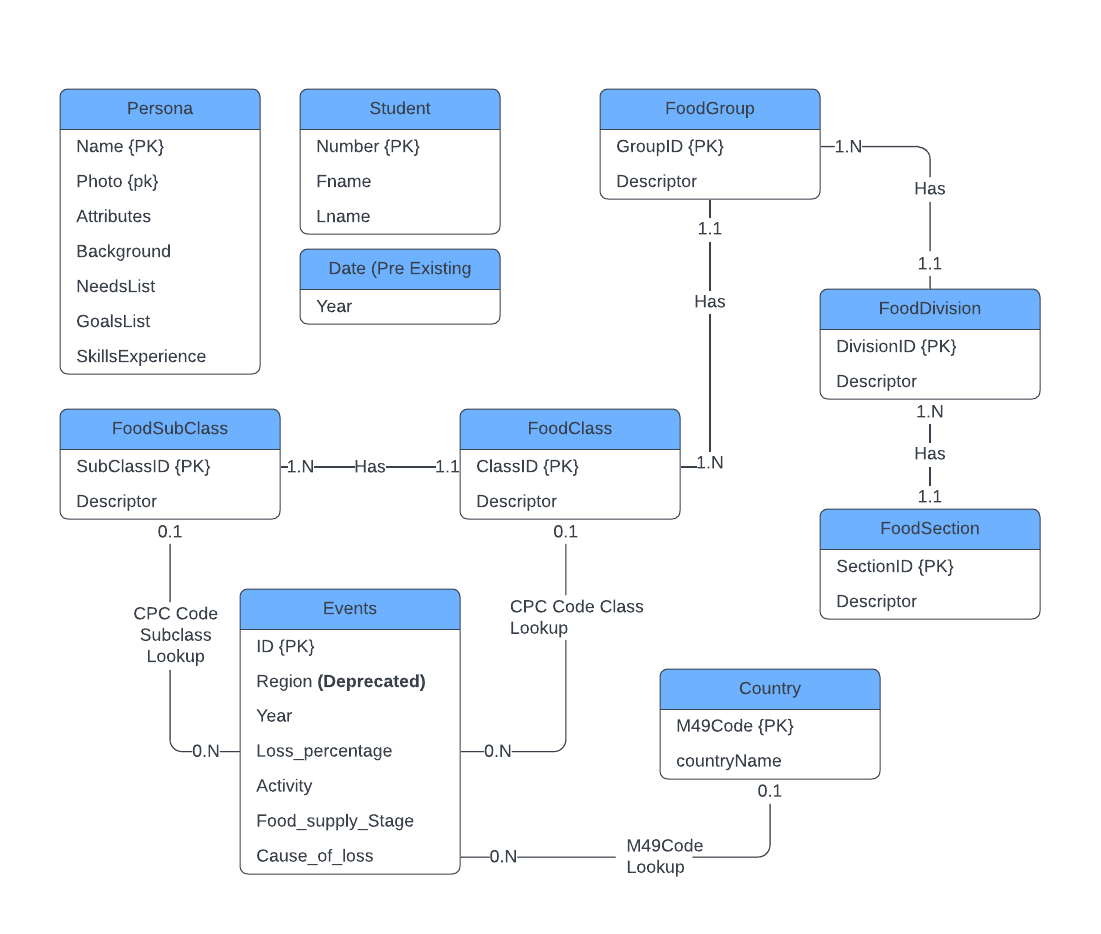 Persona
Name {PK}
Photo {pk}
Attributes
Background
NeedsList
GoalsList
SkillsExperience
Student
Number {PK}
Fname
Lname
Date (Pre Existing
Year
FoodGroup
GroupID {PK}
Descriptor
1.N
Has
1.1
1.1
Has
1.N
FoodDivision
DivisionID {PK}
Descriptor
1.N
Has
1.1
FoodSection
SectionID {PK}
Descriptor
FoodSubClass
SubClassID {PK}
Descriptor
1.N
Has
1.1
FoodClass
ClassID {PK}
Descriptor
0.1
CPC Code
Subclass
Lookup
0.N
0.1
CPC Code Class
Lookup
0.N
Events
ID {PK}
Region (Deprecated)
Year
Loss_percentage
Activity
Food_supply_Stage
Cause_of_loss
Country
M49Code {PK}
countryName
0.1
M49Code
Lookup
0.N